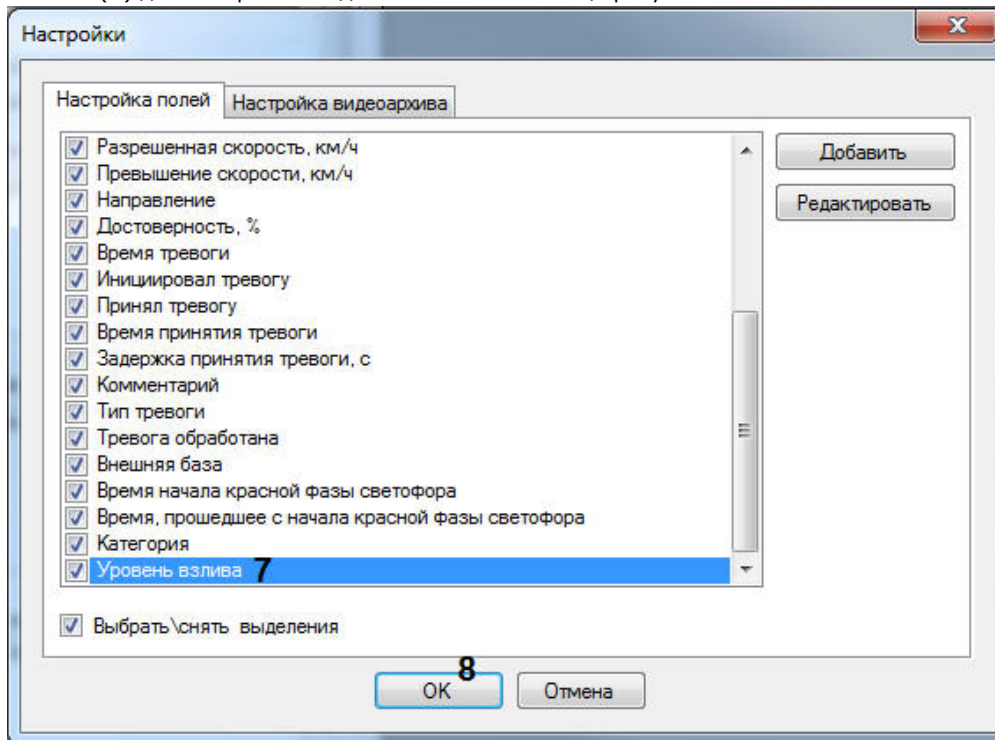 Настройки
Настройка полей
Настройка видеоархива
Разрешенная скорость, км/ч
Превышение скорости, км/ч
Направление
Достоверность, %
Время тревоги
Инициировал тревогу
Принял тревогу
Время принятия тревоги
Задержка принятия тревоги, с
Комментарий
Тип тревоги
Тревога обработана
Внешняя база
Время начала красной фазы светофора
Время, прошедшее с начала красной фазы светофора
Категория
Уровень взлива 7
Добавить
Редактировать
Выбрать\снять выделения
8
OK
Отмена